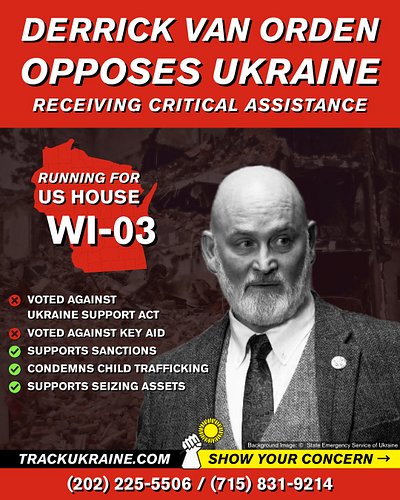 DERRICK VAN ORDEN
OPPOSES UKRAINE
RECEIVING CRITICAL ASSISTANCE
RUNNING FOR
US HOUSE
WI-03
VOTED AGAINST
UKRAINE SUPPORT ACT
VOTED AGAINST KEY AID
SUPPORTS SANCTIONS
CONDEMNS CHILD TRAFFICKING
SUPPORTS SEIZING ASSETS
Background Image: © State Emergency Service of Ukraine
TRACKUKRAINE.COM
SHOW YOUR CONCERN →
(202) 225-5506 / (715) 831-9214